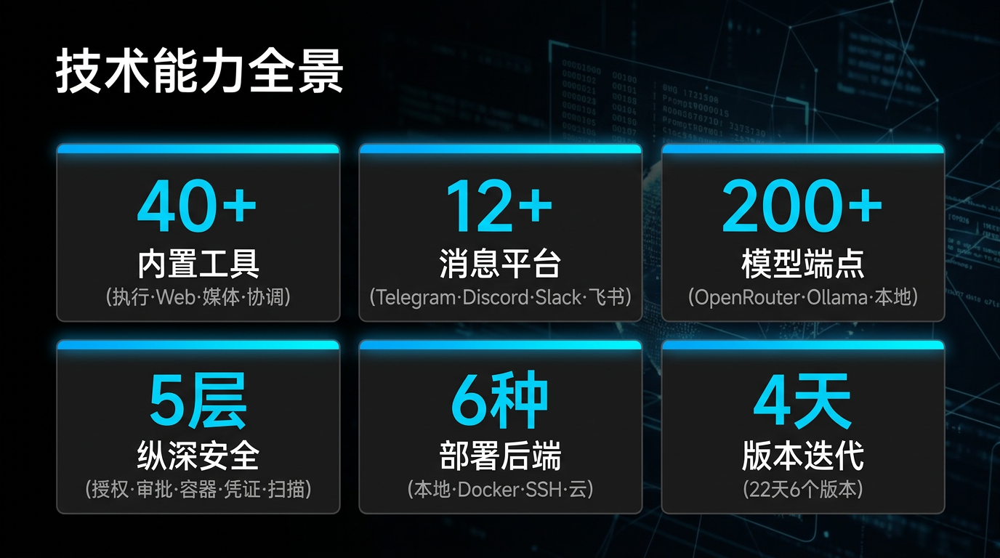 技术能力全景
40+
内置工具
(执行·Web·媒体·协调)
12+
消息平台
(Telegram·Discord·Slack·飞书)
200+
模型端点
(OpenRouter·Ollama·本地)
5层
纵深安全
(授权·审批·容器·凭证·扫描)
6种
部署后端
(本地·Docker·SSH·云)
4天
版本迭代
(22天6个版本)